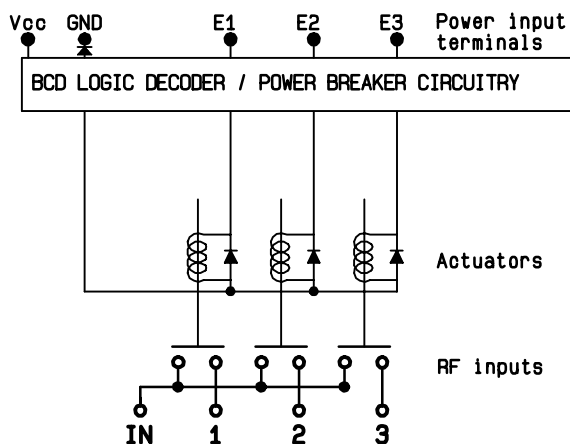 Vcc GND E1 E2 E3 Power input
terminals
BCD LOGIC DECODER / POWER BREAKER CIRCUITRY
Actuators
RF inputs
IN 1 2 3